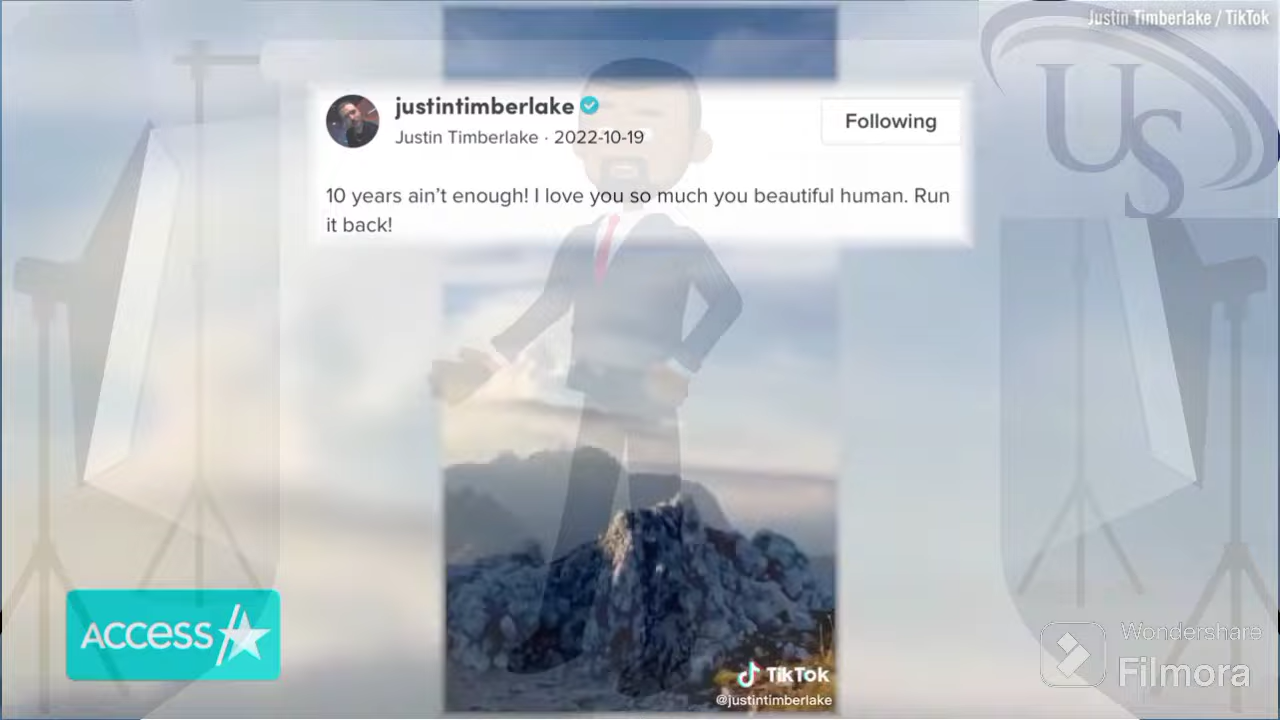 Justin Timberlake / TikTok
US
justintimberlake
Following
Justin Timberlake · 2022-10-19
10 years ain’t enough! I love you so much you beautiful human. Run
it back!
ACCESS
Wondershare
Filmora
TikTok
@justintimberlake